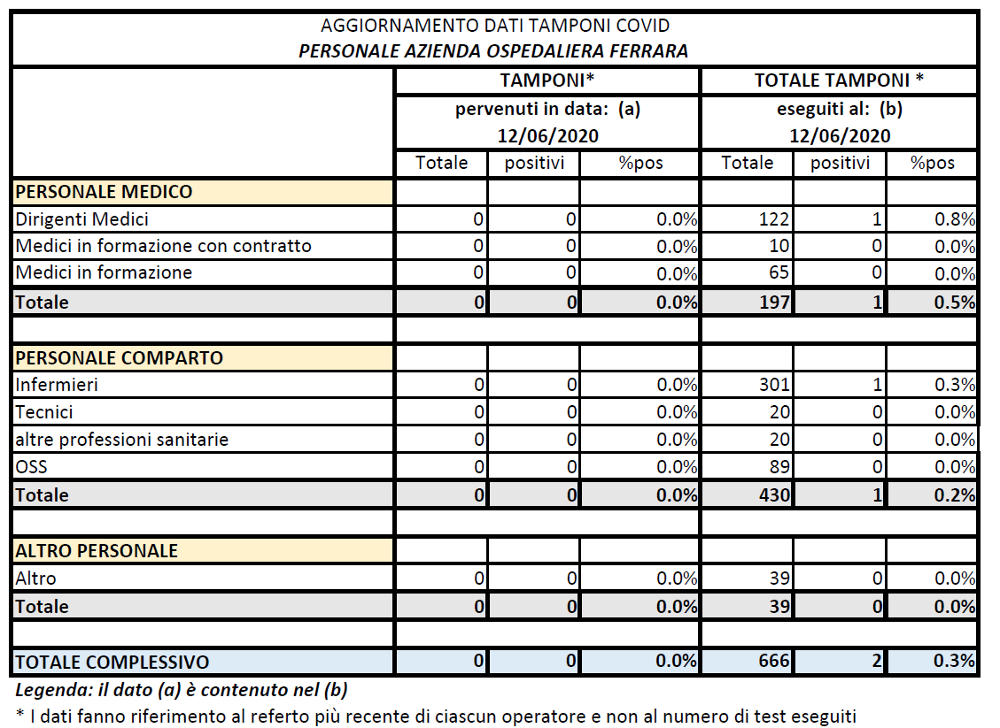 AGGIORNAMENTO DATI TAMPONI COVID
PERSONALE AZIENDA OSPEDALIERA FERRARA
TAMPONI* TOTALE TAMPONI *
pervenuti in data: (a) eseguiti al: (b)
12/06/2020 12/06/2020
Totale positivi %pos Totale positivi %pos
PERSONALE MEDICO
Dirigenti Medici 0 0 0.0% 122 1 0.8%
Medici in formazione con contratto 0 0 0.0% 10 0 0.0%
Medici in formazione 0 0 0.0% 65 0 0.0%
Totale 0 0 0.0% 197 1 0.5%
PERSONALE COMPARTO
Infermieri 0 0 0.0% 301 1 0.3%
Tecnici 0 0 0.0% 20 0 0.0%
altre professioni sanitarie 0 0 0.0% 20 0 0.0%
OSS 0 0 0.0% 89 0 0.0%
Totale 0 0 0.0% 430 1 0.2%
ALTRO PERSONALE
Altro 0 0 0.0% 39 0 0.0%
Totale 0 0 0.0% 39 0 0.0%
TOTALE COMPLESSIVO 0 0 0.0% 666 2 0.3%
Legenda: il dato (a) è contenuto nel (b)
* I dati fanno riferimento al referto più recente di ciascun operatore e non al numero di test eseguiti